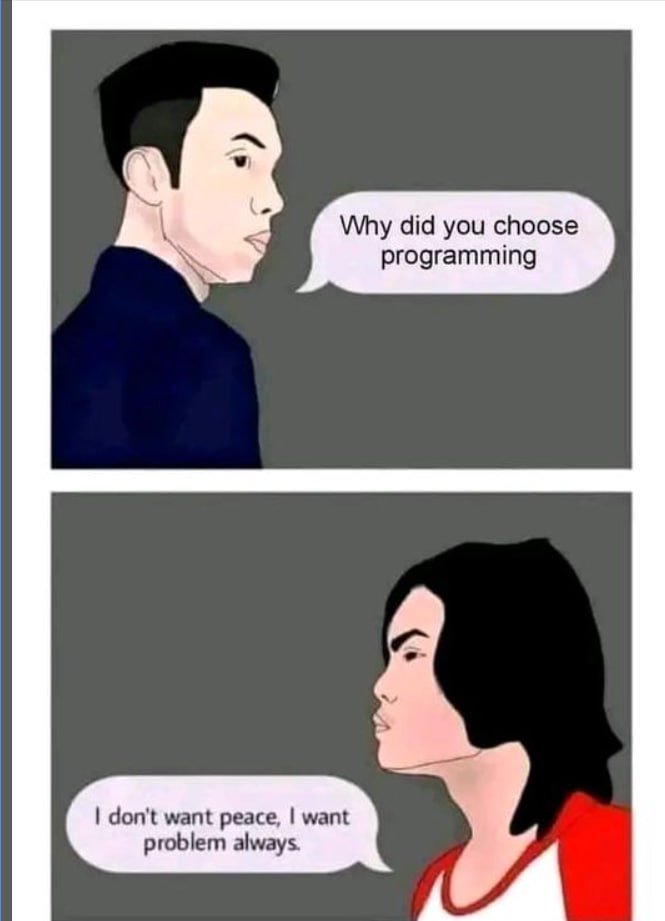 Why did you choose
programming
I don't want peace, I want
problem always.